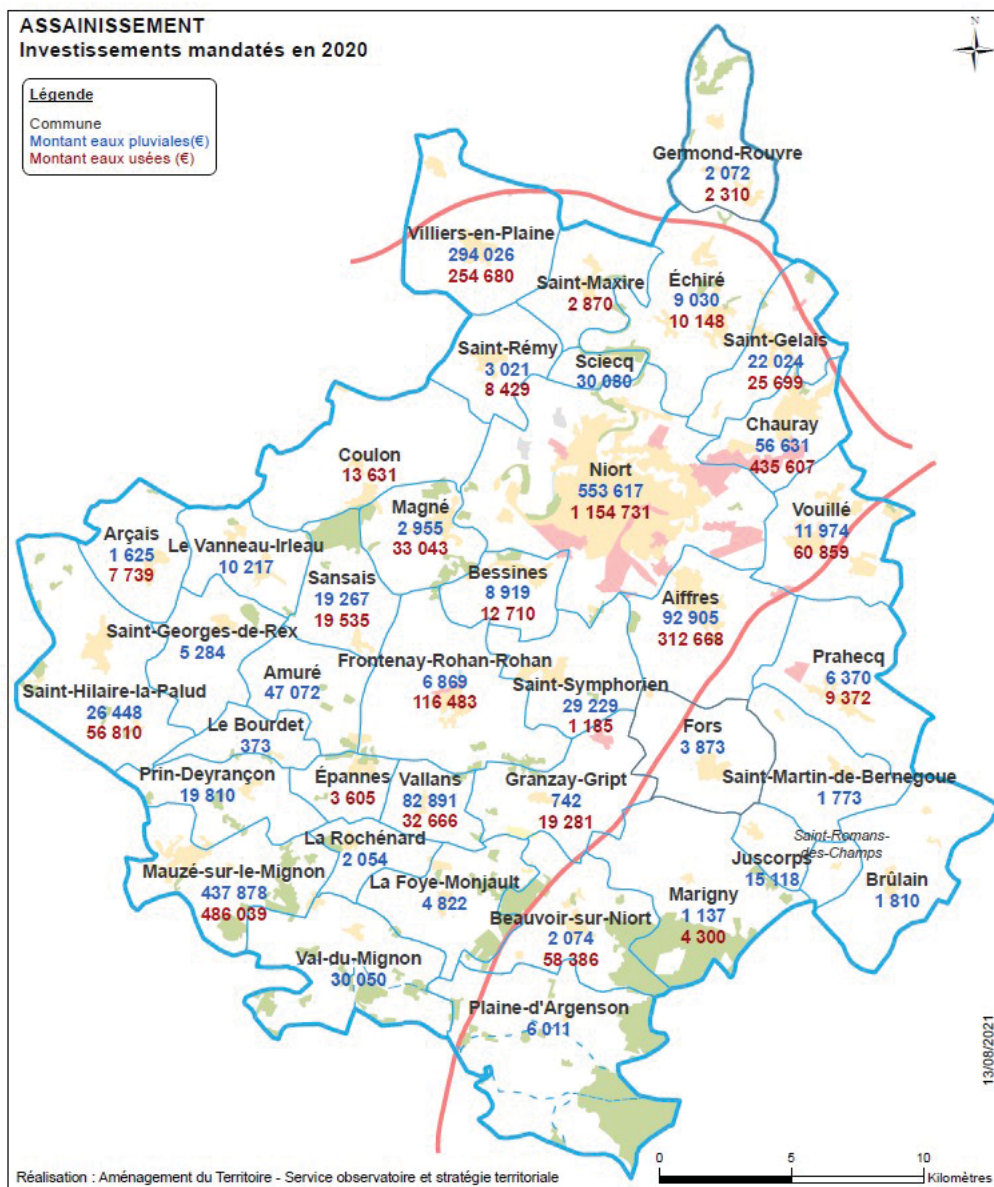 ASSAINISSEMENT
Investissements mandatés en 2020
N
Légende
Commune
Montant eaux pluviales(€)
Montant eaux usées (€)
Germond-Rouvre
2 072
2 310
Villiers-en-Plaine
294 026
254 680
Saint-Maxire
2 870
Échiré
9 030
10 148
Saint-Gelais
22 024
25 699
Saint-Rémy
3 021
8 429
Sciecq
30 080
Chauray
56 631
435 607
Coulon
13 631
Niort
553 617
1 154 731
Magné
2 955
33 043
Vouillé
11 974
60 859
Arçais
1 625
7 739
Le Vanneau-Irleau
10 217
Sansais
19 267
19 535
Bessines
8 919
12 710
Aiffres
92 905
312 668
Saint-Georges-de-Rex
5 284
Amuré
47 072
Frontenay-Rohan-Rohan
6 869
116 483
Saint-Symphorien
29 229
1 185
Prahecq
6 370
9 372
Saint-Hilaire-la-Palud
26 448
56 810
Le Bourdet
373
Fors
3 873
Prin-Deyrançon
19 810
Épannes
3 605
Vallans
82 891
32 666
Granzay-Gript
742
19 281
Saint-Martin-de-Bernegoue
1 773
La Rochénard
2 054
Saint-Romans-
des-Champs
Juscorps
15 118
Mauzé-sur-le-Mignon
437 878
486 039
La Foye-Monjault
4 822
Brûlain
1 810
Marigny
1 137
4 300
Beauvoir-sur-Niort
2 074
58 386
Val-du-Mignon
30 050
Plaine-d'Argenson
6 011
13/08/2021
0 5 10
Kilomètres
Réalisation : Aménagement du Territoire - Service observatoire et stratégie territoriale